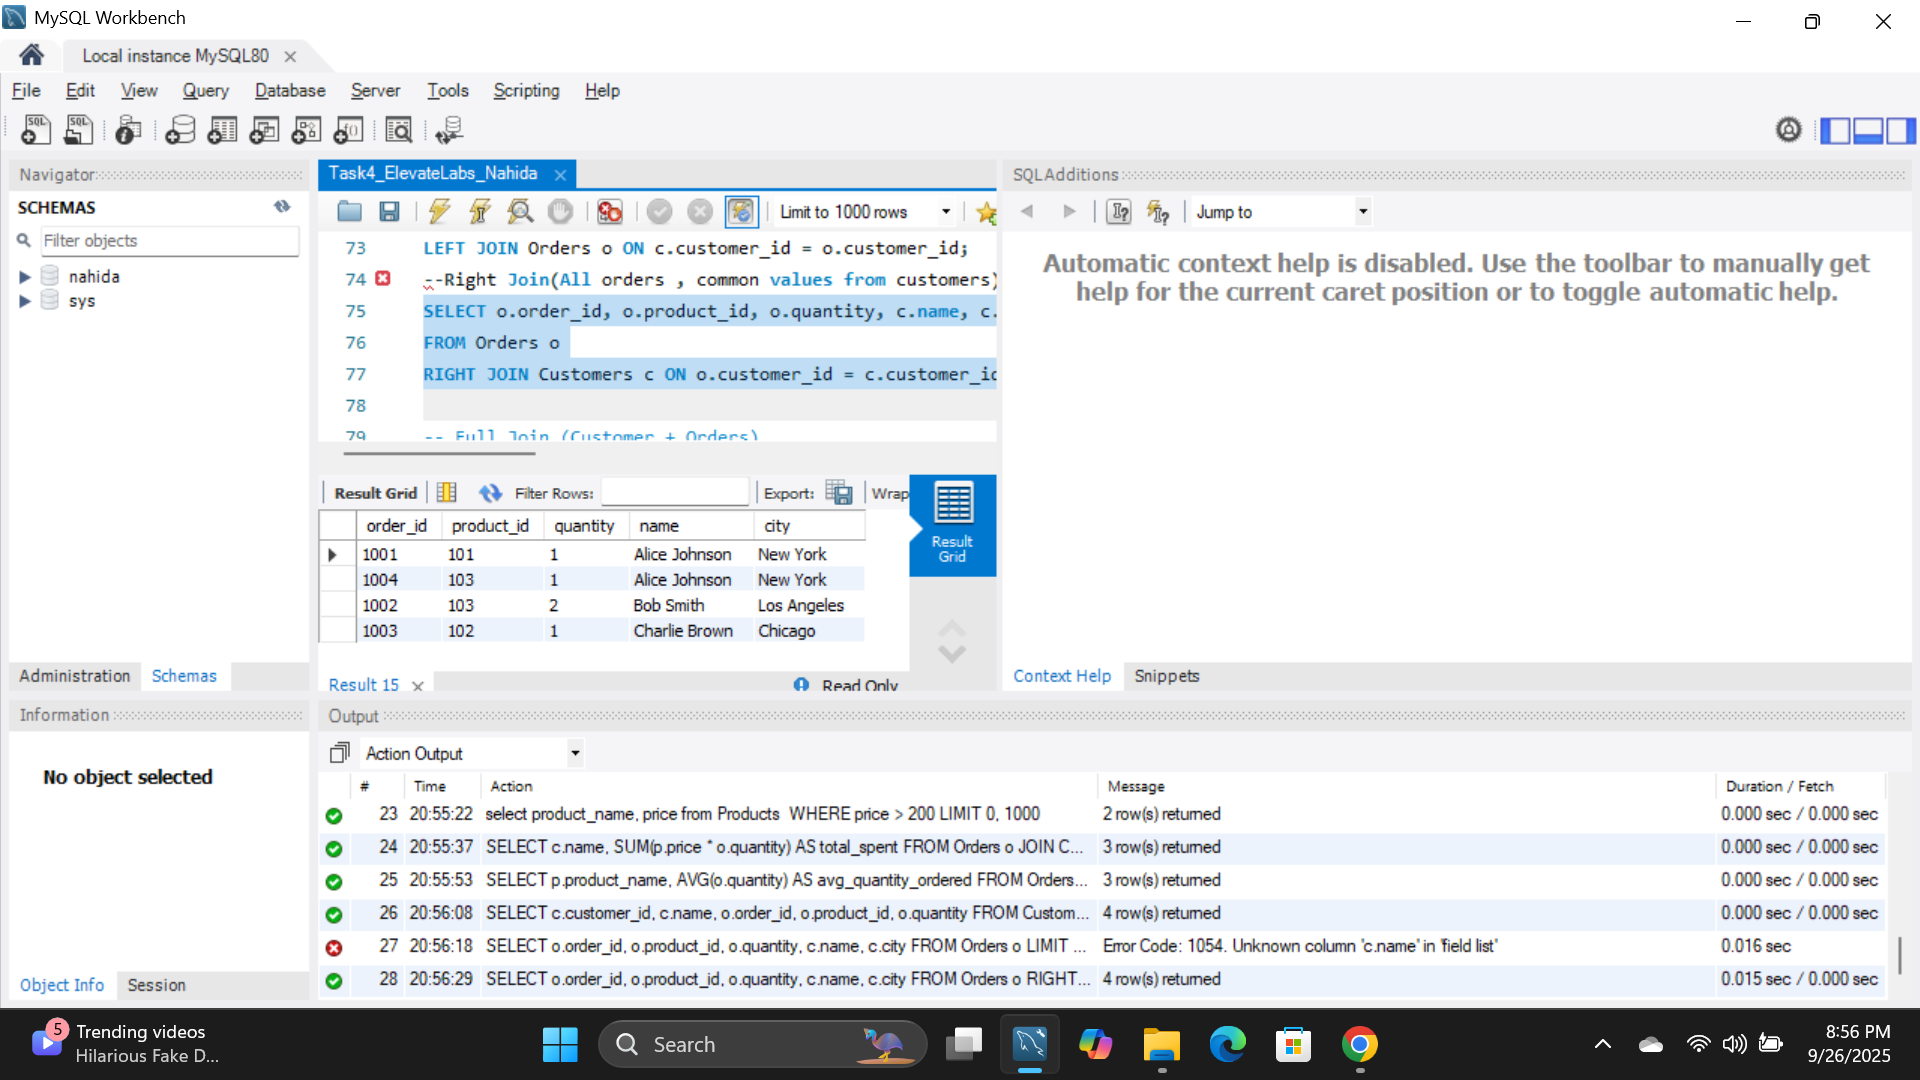 MySQL Workbench
Local instance MySQL80
File Edit View Query Database Server Tools Scripting Help
Navigator
SCHEMAS
Filter objects
nahida
sys
Administration Schemas
Information
No object selected
Object Info Session
Task4_ElevateLabs_Nahida
Limit to 1000 rows
73 LEFT JOIN Orders o ON c.customer_id = o.customer_id;
74 --Right Join(All orders , common values from customers)
75 SELECT o.order_id, o.product_id, o.quantity, c.name, c.
76 FROM Orders o
77 RIGHT JOIN Customers c ON o.customer_id = c.customer_id
78
79 -- Full Join (Customer + Orders)
Result Grid Filter Rows: Export: Wrap
order_id product_id quantity name city
1001 101 1 Alice Johnson New York
1004 103 1 Alice Johnson New York
1002 103 2 Bob Smith Los Angeles
1003 102 1 Charlie Brown Chicago
Result
Grid
Result 15 Read Only
SQLAdditions
Jump to
Automatic context help is disabled. Use the toolbar to manually get
help for the current caret position or to toggle automatic help.
Context Help Snippets
Output
Action Output
# Time Action Message Duration / Fetch
23 20:55:22 select product_name, price from Products WHERE price > 200 LIMIT 0, 1000 2 row(s) returned 0.000 sec / 0.000 sec
24 20:55:37 SELECT c.name, SUM(p.price * o.quantity) AS total_spent FROM Orders o JOIN C... 3 row(s) returned 0.000 sec / 0.000 sec
25 20:55:53 SELECT p.product_name, AVG(o.quantity) AS avg_quantity_ordered FROM Orders... 3 row(s) returned 0.000 sec / 0.000 sec
26 20:56:08 SELECT c.customer_id, c.name, o.order_id, o.product_id, o.quantity FROM Custom... 4 row(s) returned 0.000 sec / 0.000 sec
27 20:56:18 SELECT o.order_id, o.product_id, o.quantity, c.name, c.city FROM Orders o LIMIT ... Error Code: 1054. Unknown column 'c.name' in 'field list' 0.016 sec
28 20:56:29 SELECT o.order_id, o.product_id, o.quantity, c.name, c.city FROM Orders o RIGHT... 4 row(s) returned 0.015 sec / 0.000 sec
5
Trending videos
Hilarious Fake D...
Search
8:56 PM
9/26/2025